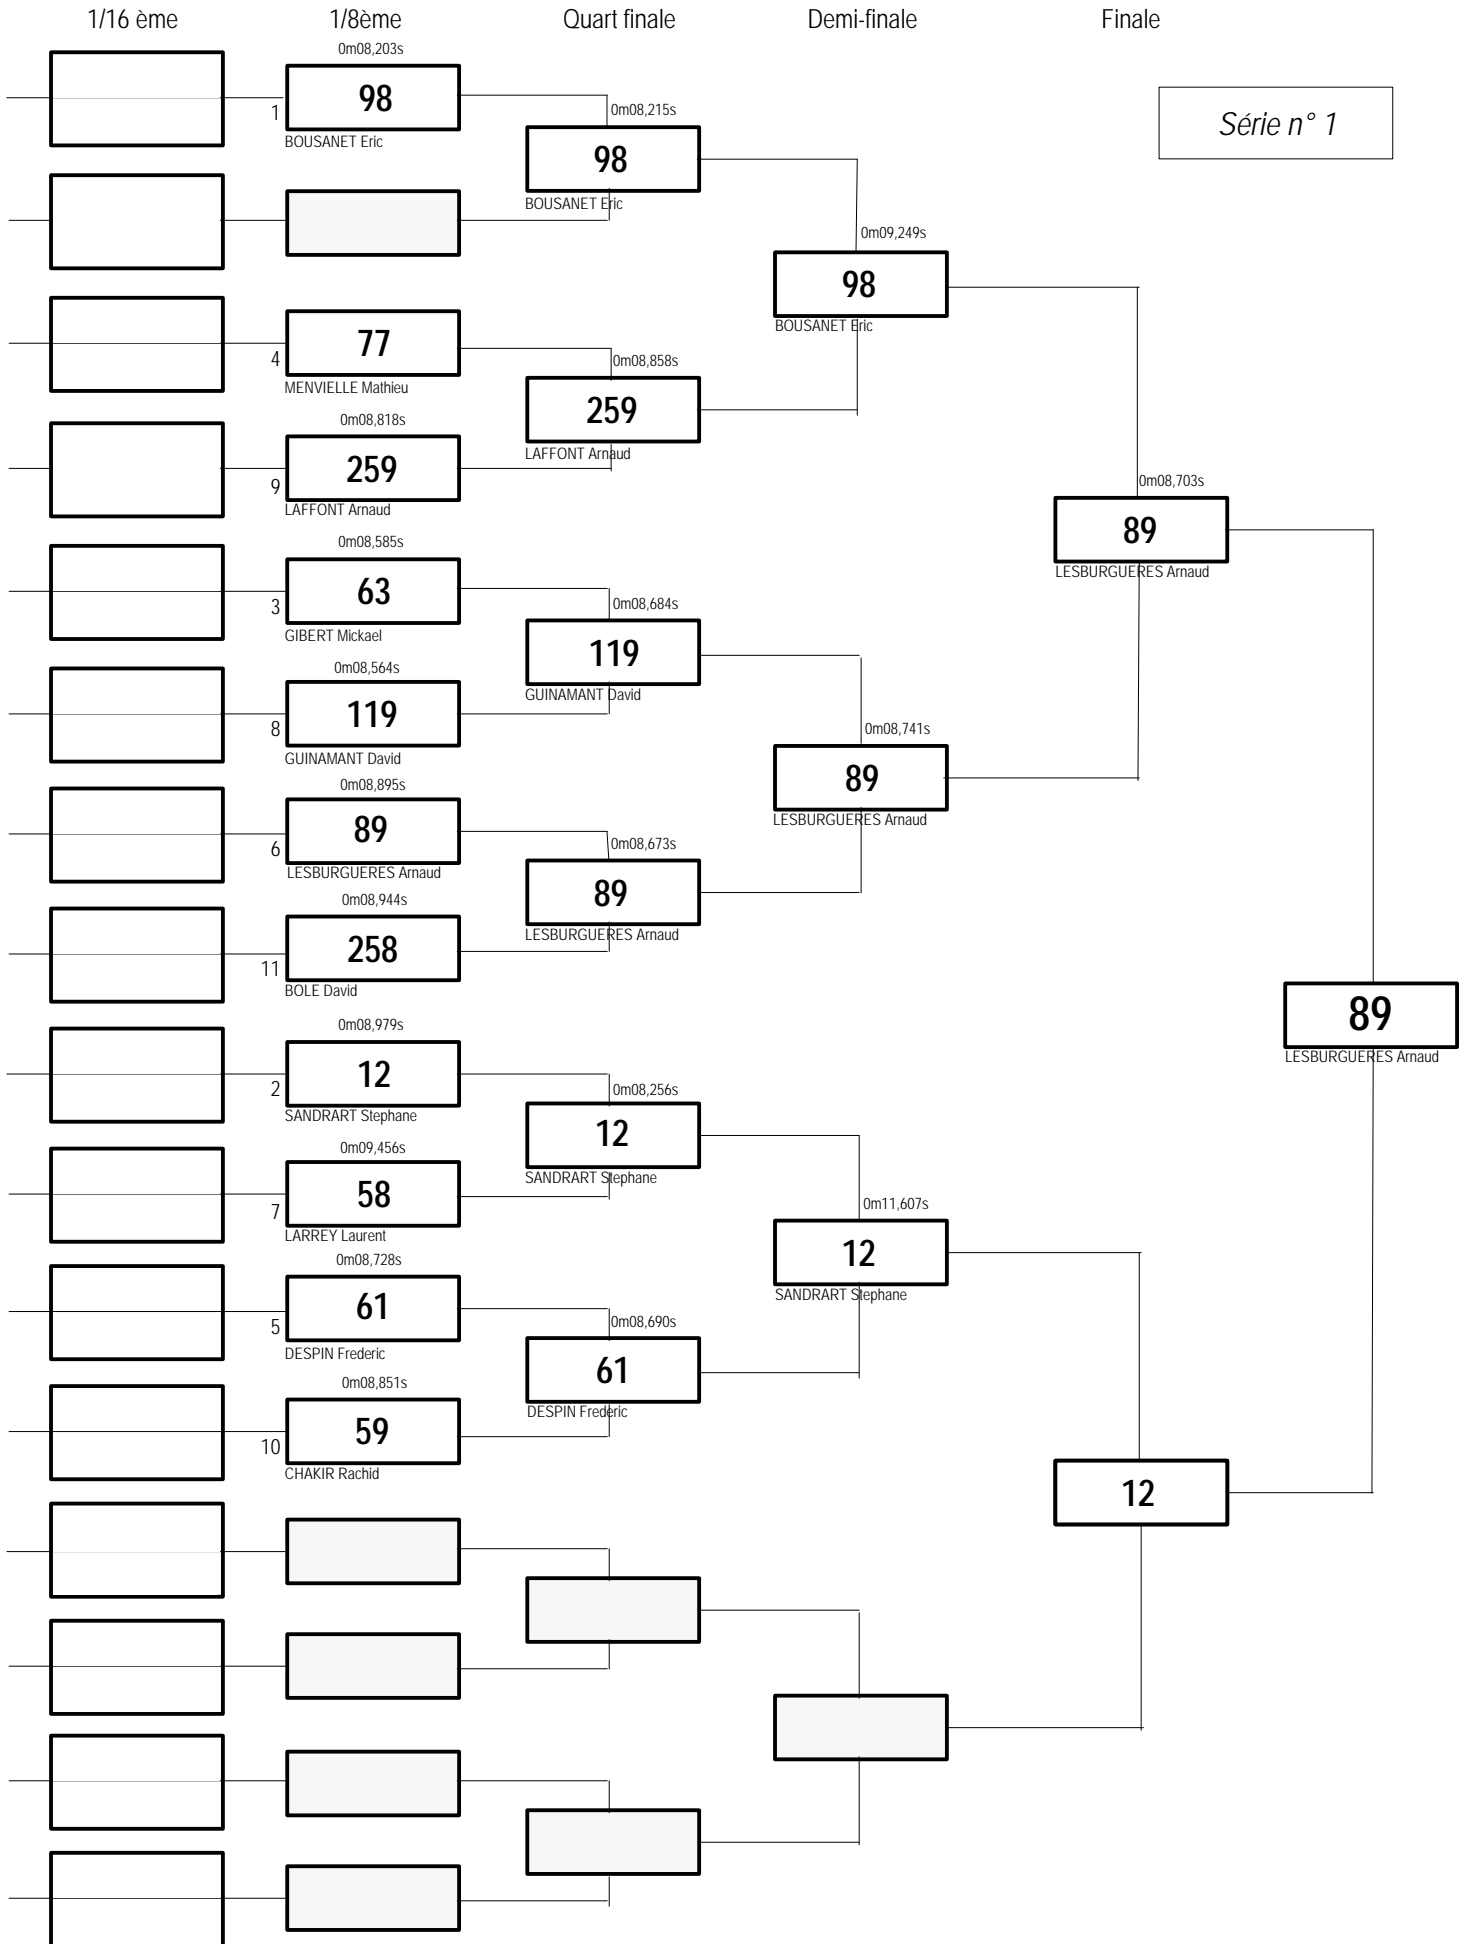 1/16 ème
1/8ème
Quart finale
Demi-finale
Finale
Série n° 1
0m08,203s
1
98
BOUSANET Eric
0m08,215s
98
BOUSANET Eric
0m09,249s
98
BOUSANET Eric
4
77
MENVIELLE Mathieu
0m08,858s
259
LAFFONT Arnaud
0m08,818s
9
259
LAFFONT Arnaud
0m08,703s
89
LESBURGUERES Arnaud
0m08,585s
3
63
GIBERT Mickael
0m08,684s
119
GUINAMANT David
0m08,564s
8
119
GUINAMANT David
0m08,741s
89
LESBURGUERES Arnaud
0m08,895s
6
89
LESBURGUERES Arnaud
0m08,673s
89
LESBURGUERES Arnaud
0m08,944s
11
258
BOLE David
89
LESBURGUERES Arnaud
0m08,979s
2
12
SANDRART Stephane
0m08,256s
12
SANDRART Stephane
0m09,456s
7
58
LARREY Laurent
0m11,607s
12
SANDRART Stephane
0m08,728s
5
61
DESPIN Frederic
0m08,690s
61
DESPIN Frederic
0m08,851s
10
59
CHAKIR Rachid
12